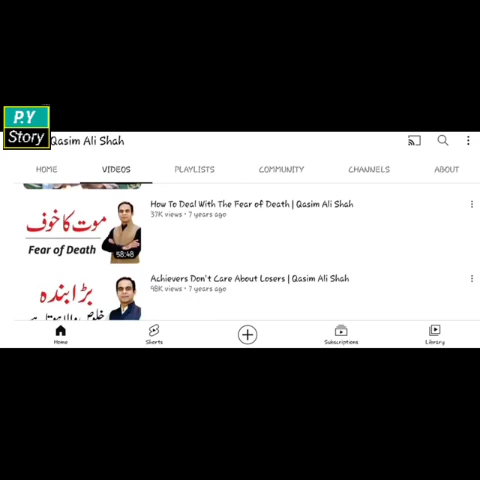 P.Y
Story
Qasim Ali Shah
HOME VIDEOS PLAYLISTS COMMUNITY CHANNELS ABOUT
موت کا خوف
Fear of Death
58:48
How To Deal With The Fear of Death | Qasim Ali Shah
37K views • 7 years ago
بڑا بندہ
Achievers Don't Care About Losers | Qasim Ali Shah
98K views • 7 years ago
Home Shorts Subscriptions Library